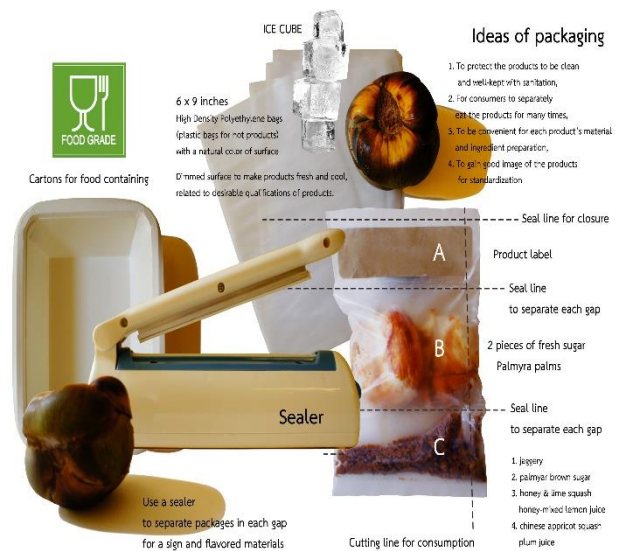 ICE CUBE
Ideas of packaging
1. To protect the products to be clean
and well-kept with sanitation,
2. For consumers to separately
eat the products for many times,
3. To be convenient for each product's material
and ingredient preparation,
4. To gain good image of the products
for standardization
FOOD GRADE
Cartons for food containing
6 x 9 inches
High Density Polyethylene bags
(plastic bags for hot products)
with a natural color of surface
Dimmed surface to make products fresh and cool,
related to desirable qualifications of products.
Seal line for closure
A
Product label
Seal line
to separate each gap
B
2 pieces of fresh sugar
Palmyra palms
Seal line
to separate each gap
C
1. jaggery
2. palmyar brown sugar
3. honey & lime squash
honey-mixed lemon juice
4. chinese appricot squash
plum juice
Sealer
Use a sealer
to separate packages in each gap
for a sign and flavored materials
Cutting line for consumption